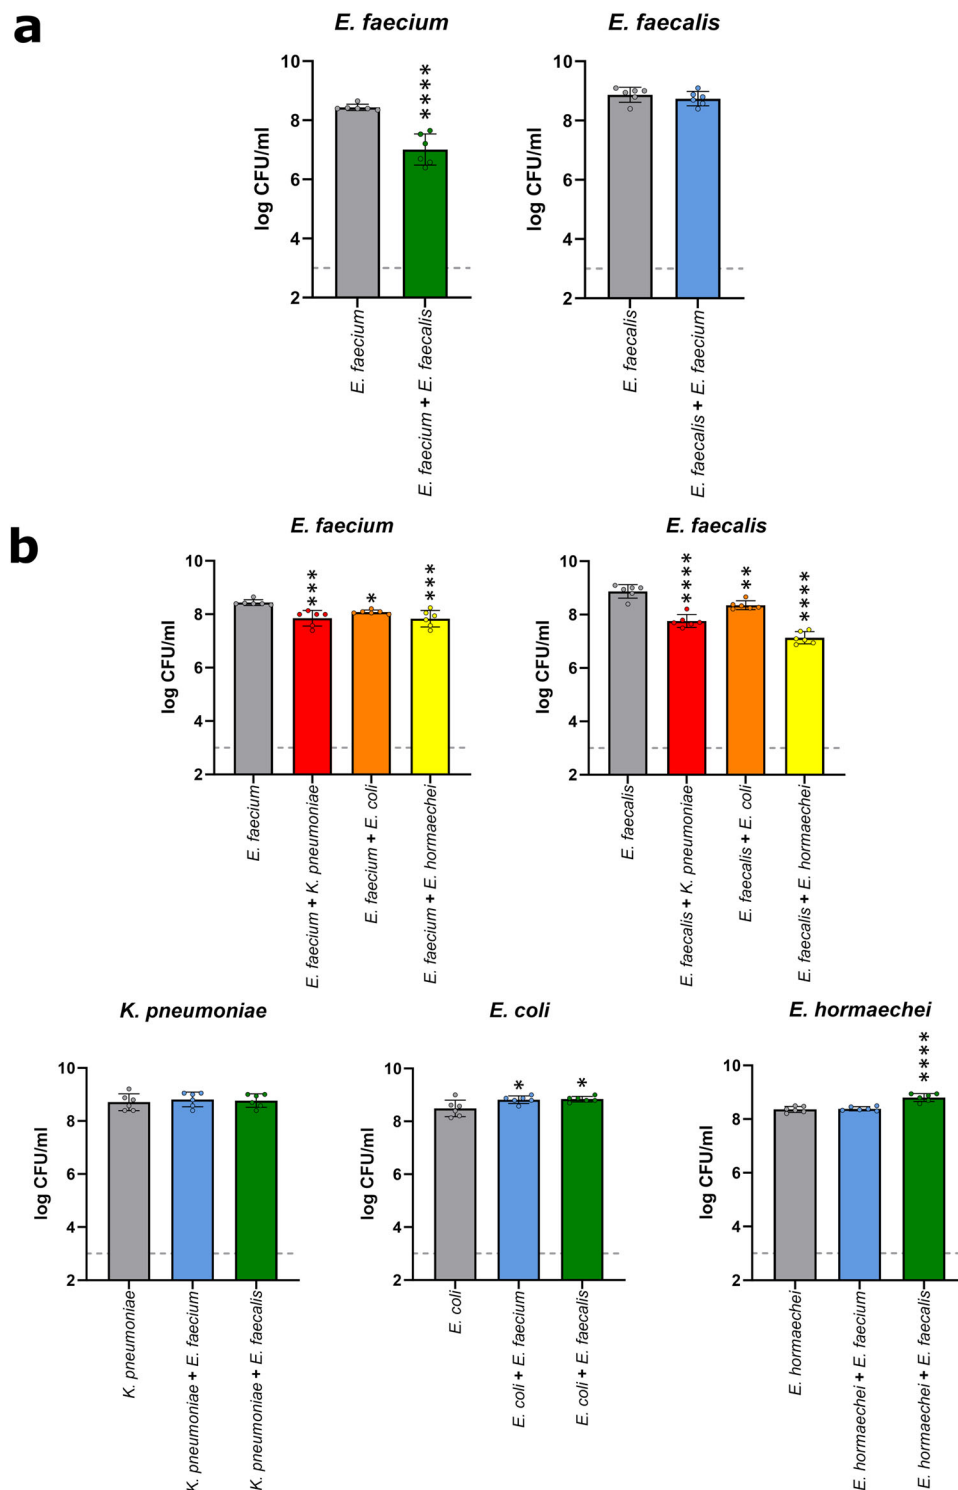 a
E. faecium
E. faecalis
log CFU/ml
10
8
6
4
2
****
E. faecium
E. faecium + E. faecalis
log CFU/ml
10
8
6
4
2
E. faecalis
E. faecalis + E. faecium
b
E. faecium
E. faecalis
log CFU/ml
10
8
6
4
2
***
*
***
E. faecium
E. faecium + K. pneumoniae
E. faecium + E. coli
E. faecium + E. hormaechei
log CFU/ml
10
8
6
4
2
****
**
****
E. faecalis
E. faecalis + K. pneumoniae
E. faecalis + E. coli
E. faecalis + E. hormaechei
K. pneumoniae
E. coli
E. hormaechei
log CFU/ml
10
8
6
4
2
K. pneumoniae
K. pneumoniae + E. faecium
K. pneumoniae + E. faecalis
log CFU/ml
10
8
6
4
2
*
*
E. coli
E. coli + E. faecium
E. coli + E. faecalis
log CFU/ml
10
8
6
4
2
****
E. hormaechei
E. hormaechei + E. faecium
E. hormaechei + E. faecalis